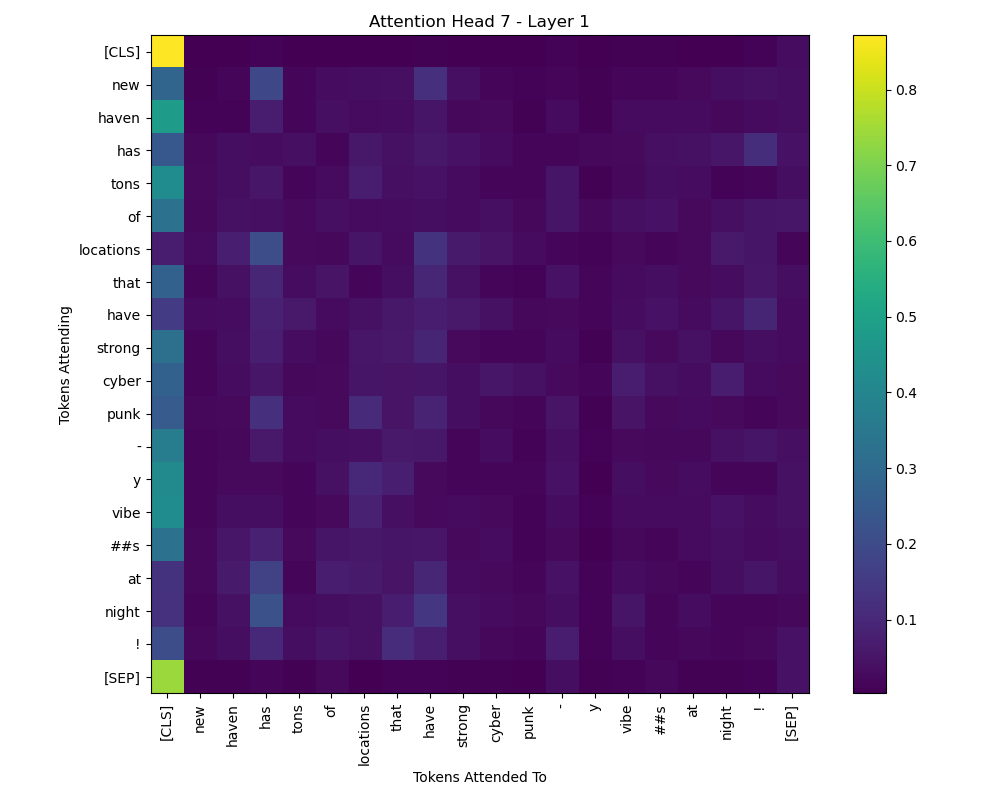 Attention Head 7 - Layer 1
Tokens Attending
[CLS]
new
haven
has
tons
of
locations
that
have
strong
cyber
punk
-
y
vibe
##s
at
night
!
[SEP]
[CLS]
new
haven
has
tons
of
locations
that
have
strong
cyber
punk
-
y
vibe
##s
at
night
!
[SEP]
Tokens Attended To
0.8
0.7
0.6
0.5
0.4
0.3
0.2
0.1